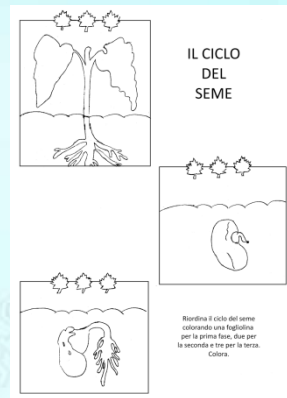 IL CICLO
DEL
SEME
Riordina il ciclo del seme
colorando una fogliolina
per la prima fase, due per
la seconda e tre per la terza.
Colora.